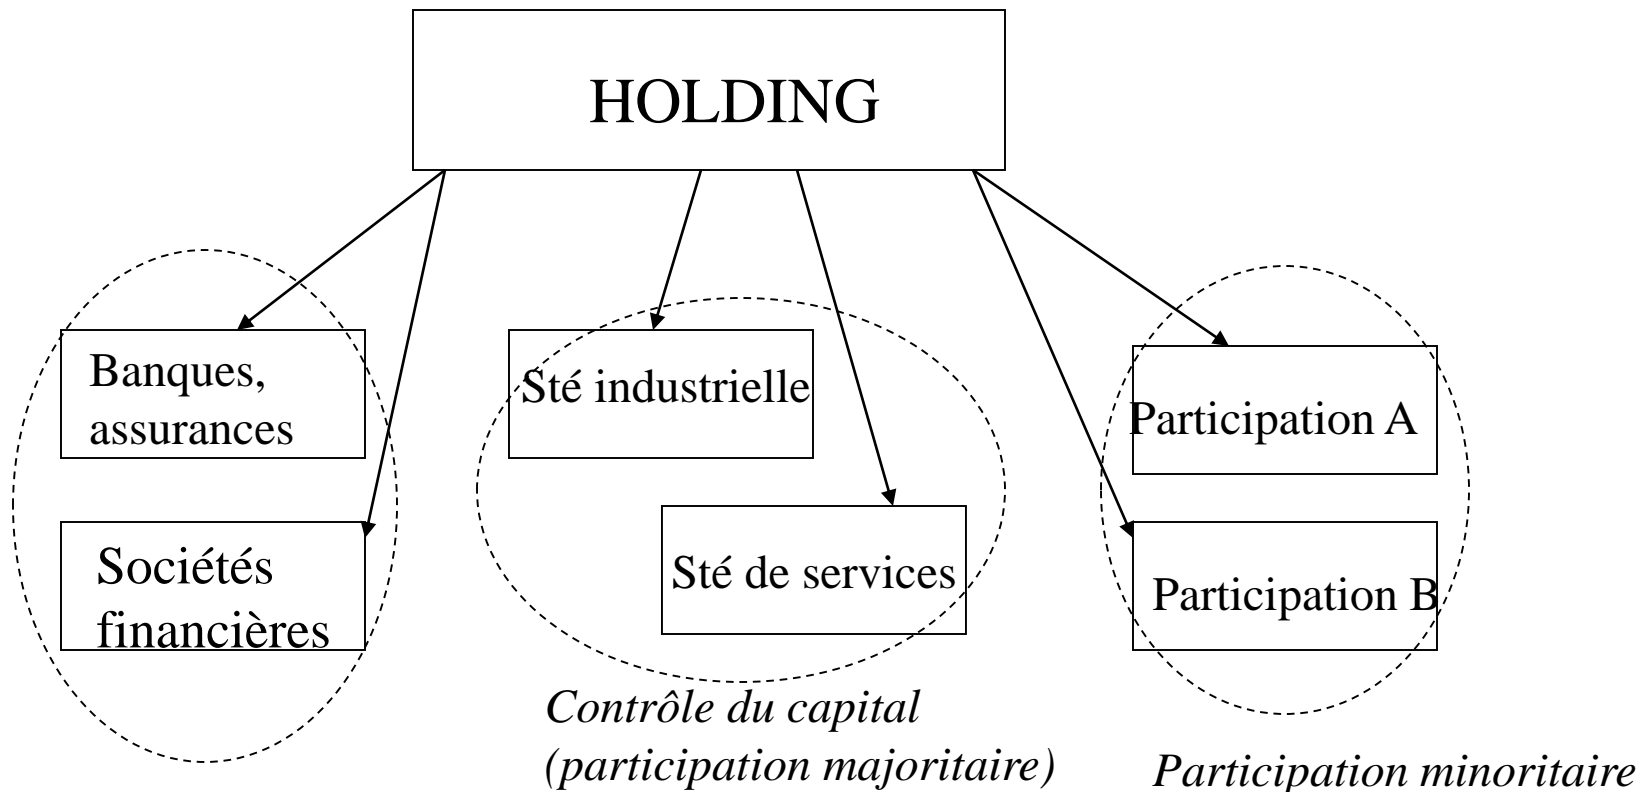 HOLDING
Banques,
assurances
Sociétés
financières
Sté industrielle
Sté de services
Contrôle du capital
(participation majoritaire)
Participation A
Participation B
Participation minoritaire